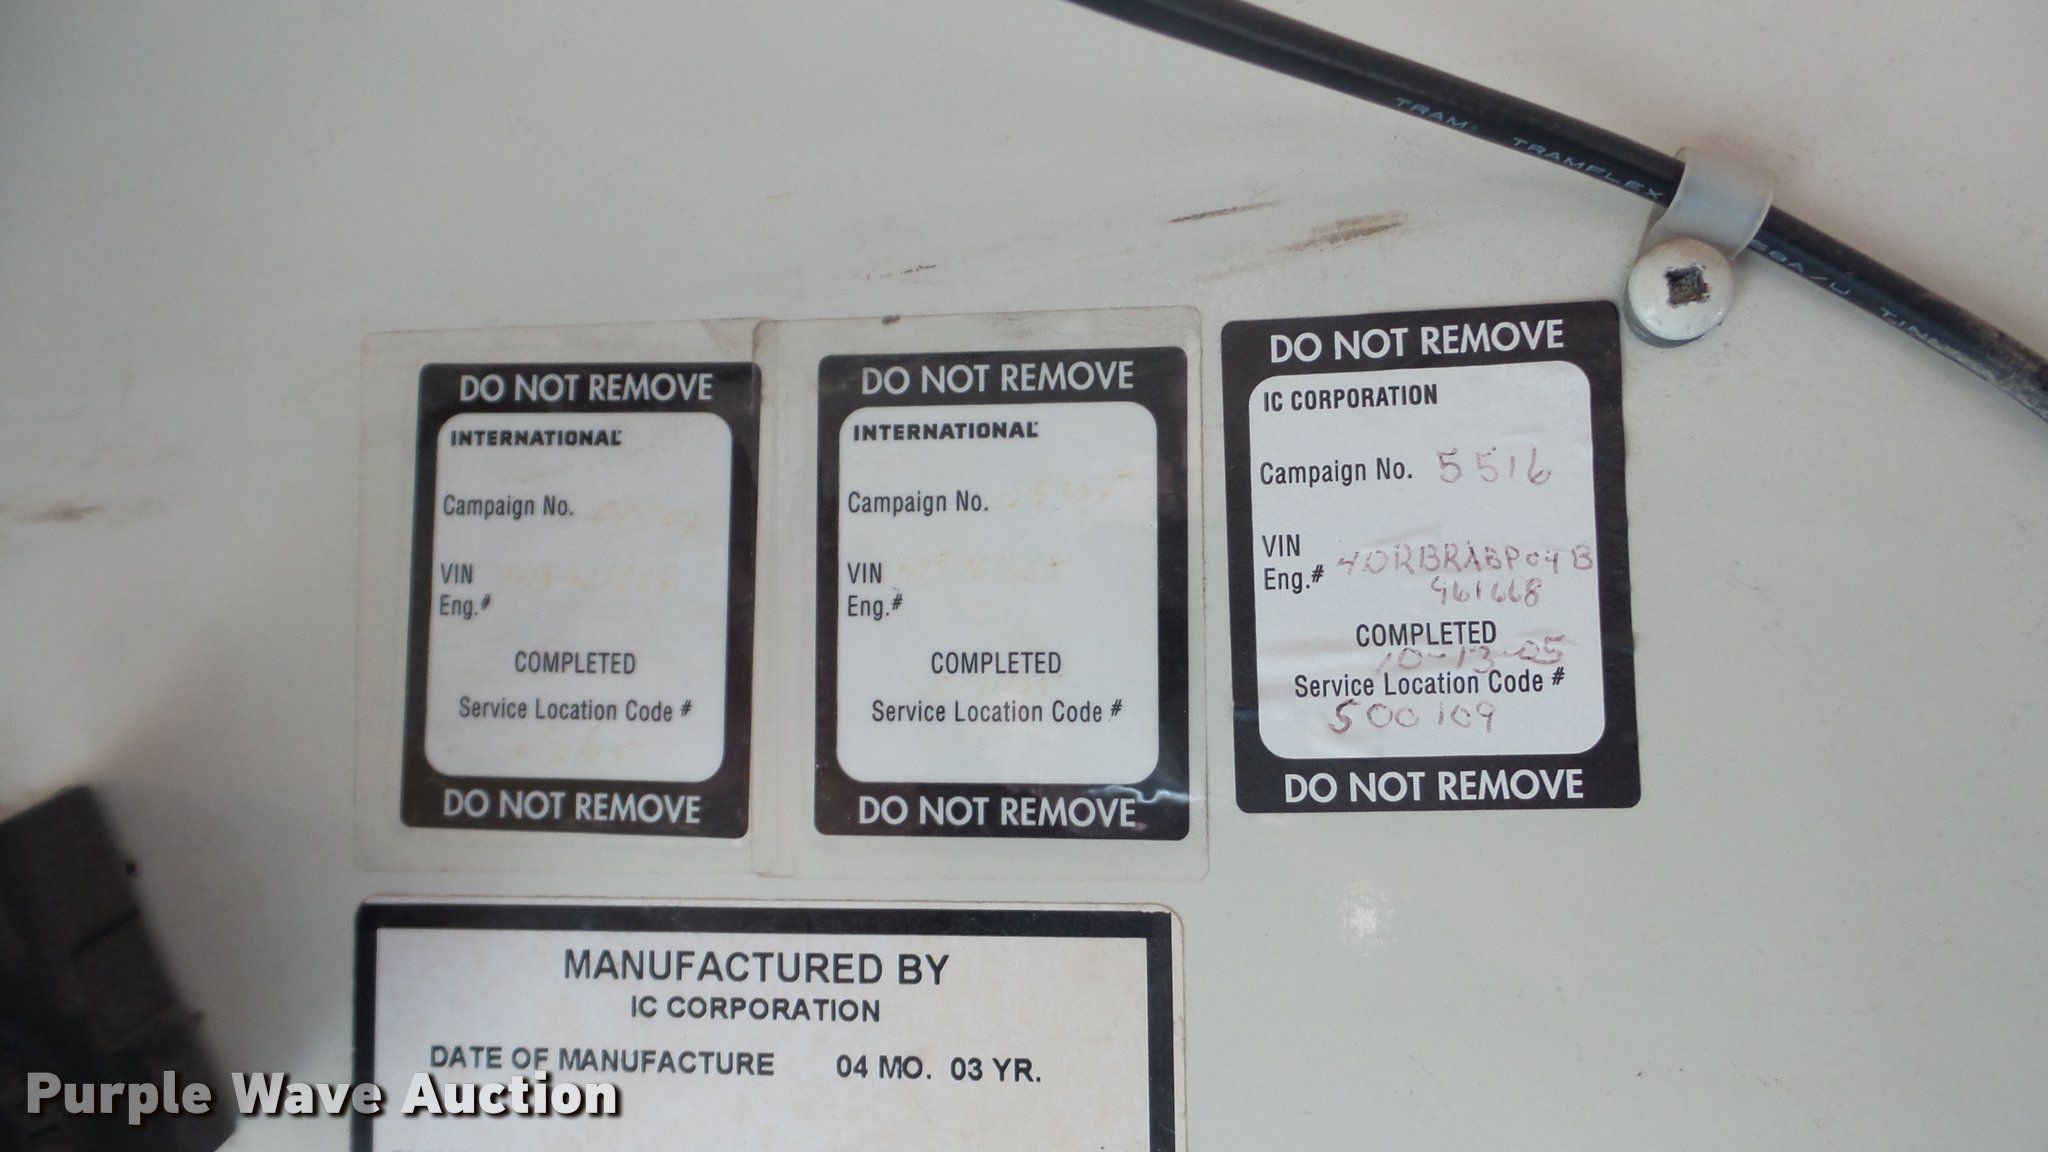 TRAM
TRAMFLEX
58A/U
DO NOT REMOVE
INTERNATIONAL
Campaign No.
VIN
Eng.#
COMPLETED
Service Location Code #
DO NOT REMOVE
DO NOT REMOVE
INTERNATIONAL
Campaign No.
VIN
Eng.#
COMPLETED
Service Location Code #
DO NOT REMOVE
DO NOT REMOVE
IC CORPORATION
Campaign No. 5516
VIN
Eng.# 4DRBRABP04B
961668
COMPLETED
10-13-05
Service Location Code #
500109
DO NOT REMOVE
MANUFACTURED BY
IC CORPORATION
DATE OF MANUFACTURE 04 MO. 03 YR.
Purple Wave Auction